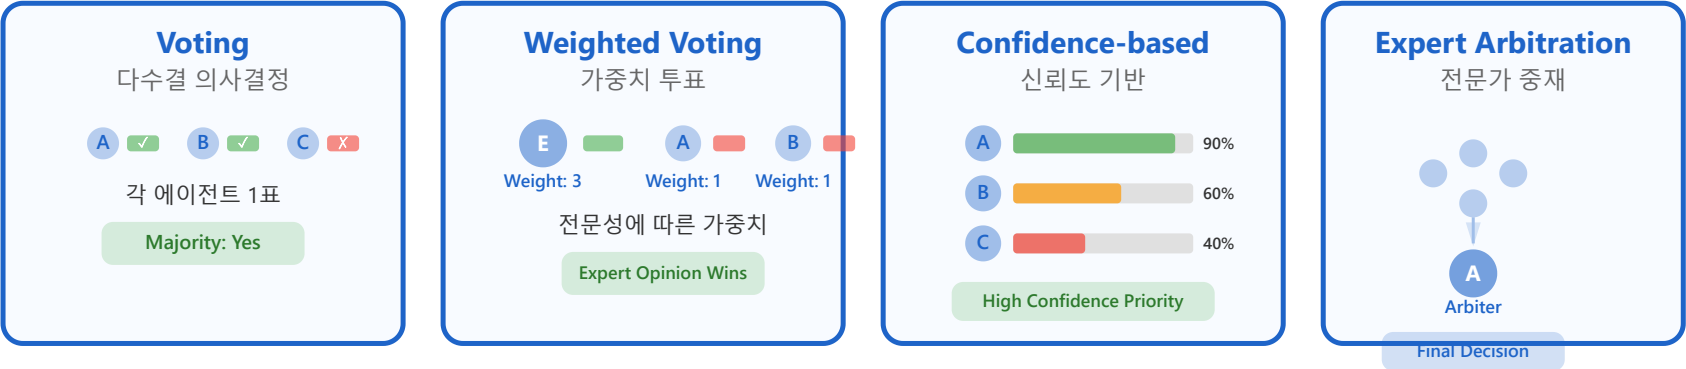 Voting
다수결 의사결정
A ✓ B ✓ C ✗
각 에이전트 1표
Majority: Yes
Weighted Voting
가중치 투표
E A B
Weight: 3 Weight: 1 Weight: 1
전문성에 따른 가중치
Expert Opinion Wins
Confidence-based
신뢰도 기반
A 90%
B 60%
C 40%
High Confidence Priority
Expert Arbitration
전문가 중재
A
Arbiter
Final Decision